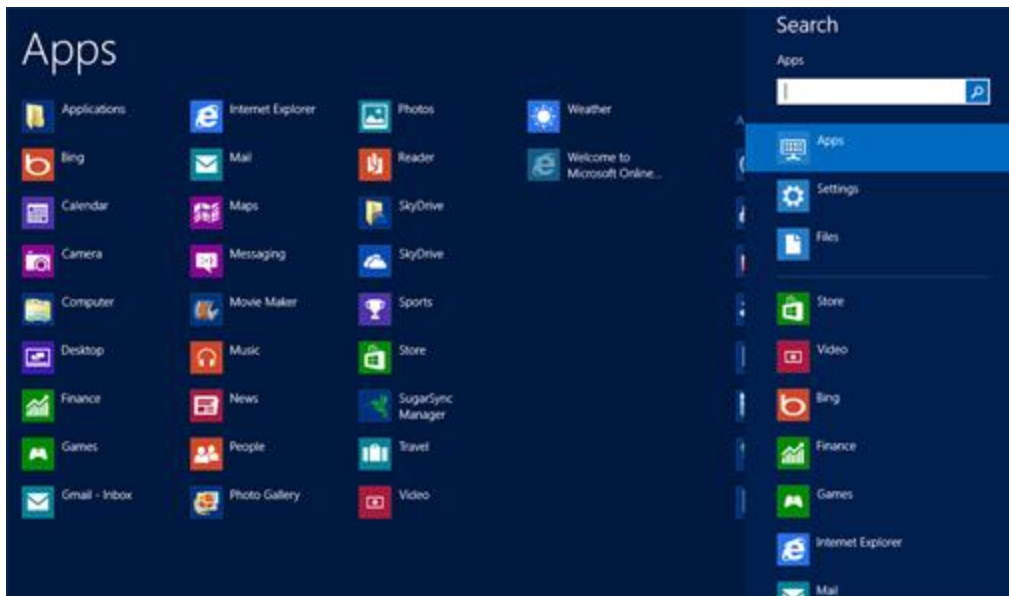 Apps
Applications
Bing
Calendar
Camera
Computer
Desktop
Finance
Games
Gmail - Inbox
Internet Explorer
Mail
Maps
Messaging
Movie Maker
Music
News
People
Photo Gallery
Photos
Reader
SkyDrive
SkyDrive
Sports
Store
SugarSync
Manager
Travel
Video
Weather
Welcome to
Microsoft Online...
Search
Apps
Apps
Settings
Files
Store
Video
Bing
Finance
Games
Internet Explorer
Mail